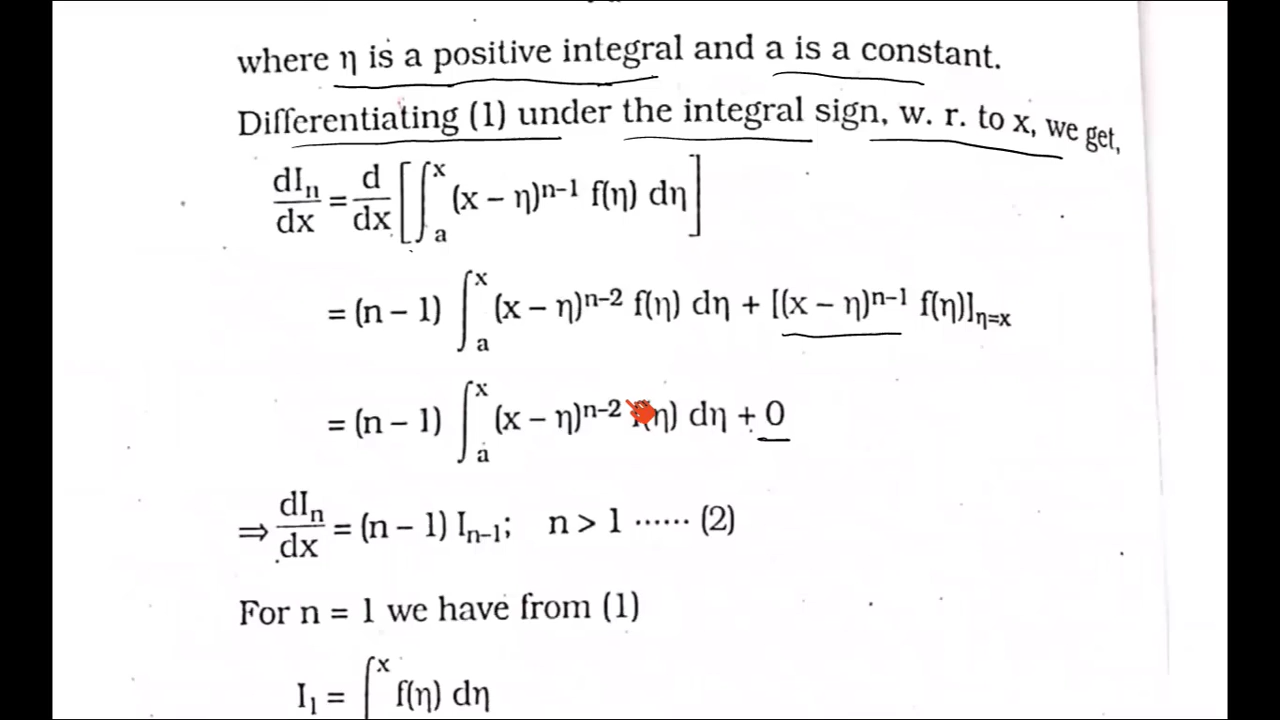 where η is a positive integral and a is a constant.
Differentiating (1) under the integral sign, w. r. to x, we get,
dIₙ/dx = d/dx [∫ₐˣ (x – η)ⁿ⁻¹ f(η) dη]
= (n – 1) ∫ₐˣ (x – η)ⁿ⁻² f(η) dη + [(x – η)ⁿ⁻¹ f(η)]η=x
= (n – 1) ∫ₐˣ (x – η)ⁿ⁻² f(η) dη + 0
⇒ dIₙ/dx = (n – 1) Iₙ₋₁; n > 1 ...... (2)
For n = 1 we have from (1)
I₁ = ∫ˣ f(η) dη